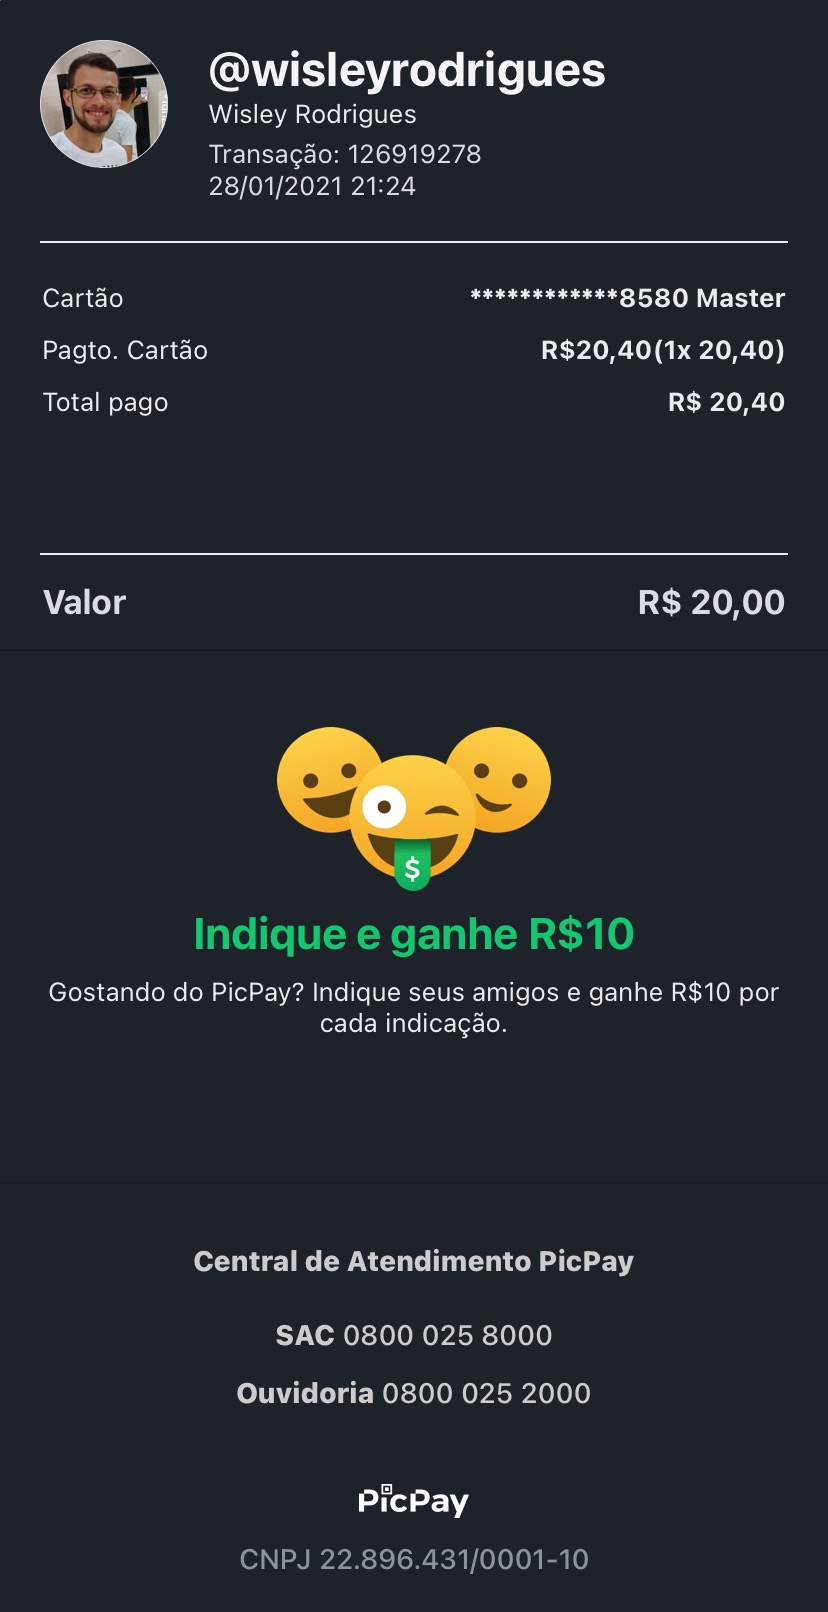 @wisleyrodrigues
Wisley Rodrigues
Transação: 126919278
28/01/2021 21:24
Cartão ************8580 Master
Pagto. Cartão R$20,40(1x 20,40)
Total pago R$ 20,40
Valor R$ 20,00
$
Indique e ganhe R$10
Gostando do PicPay? Indique seus amigos e ganhe R$10 por
cada indicação.
Central de Atendimento PicPay
SAC 0800 025 8000
Ouvidoria 0800 025 2000
PicPay
CNPJ 22.896.431/0001-10